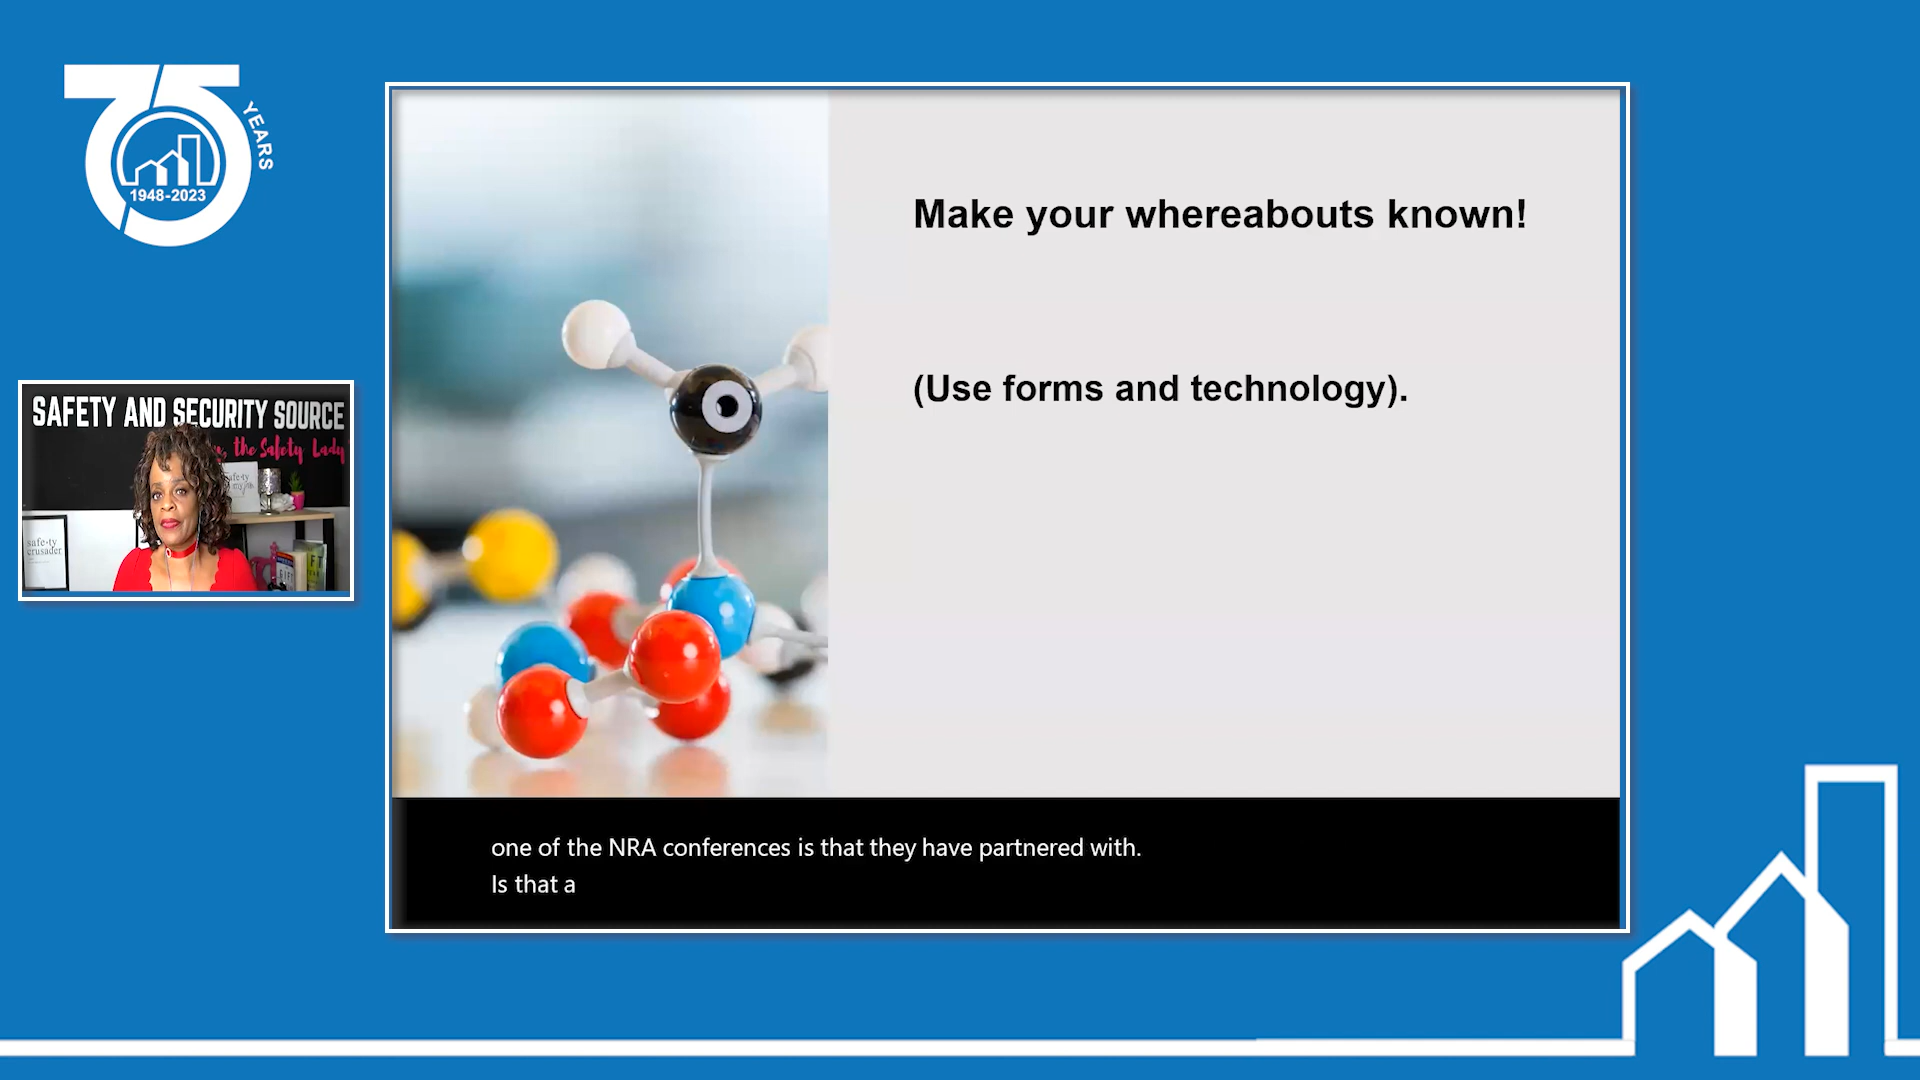 75
YEARS
1948-2023
Make your whereabouts known!
(Use forms and technology).
SAFETY AND SECURITY SOURCE
the Safety Lady
safe-ty
crusader
one of the NRA conferences is that they have partnered with.
Is that a